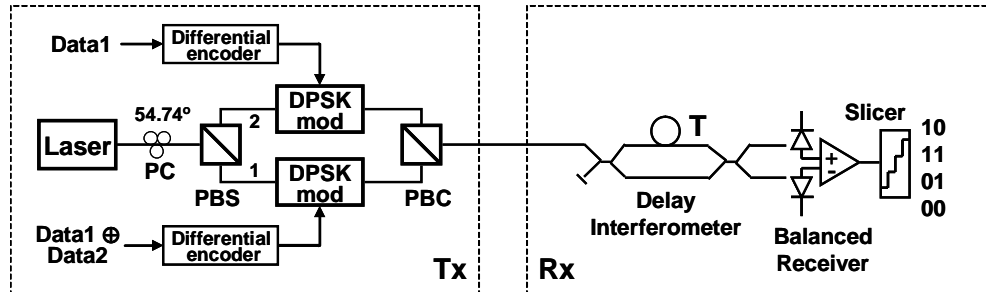 Data1
Differential
encoder
54.74º
Laser
PC
PBS
2
1
DPSK
mod
DPSK
mod
PBC
Data1 ⊕
Data2
Differential
encoder
Tx
T
Delay
Interferometer
+
-
Balanced
Receiver
Slicer
10
11
01
00
Rx